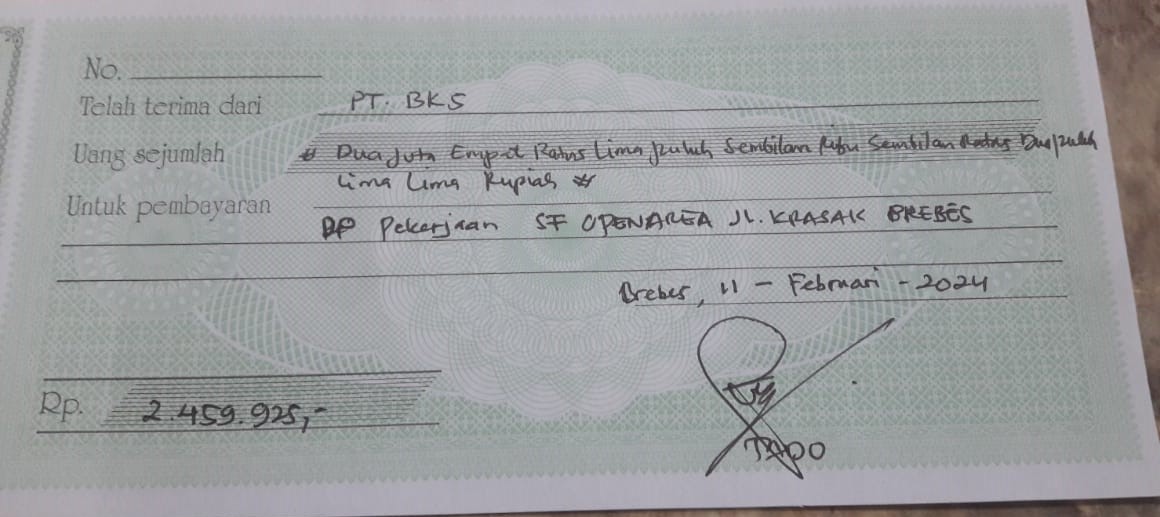 No.
Telah terima dari PT. BKS
Uang sejumlah # Dua Juta Empat Ratus Lima puluh Sembilan Ribu Sembilan Ratus Dua puluh
Lima Lima Rupiah #
Untuk pembayaran DP Pekerjaan SF OPENAREA JL. KRASAK BREBES
Brebes, 11 - Februari - 2024
Rp. 2.459.925,-